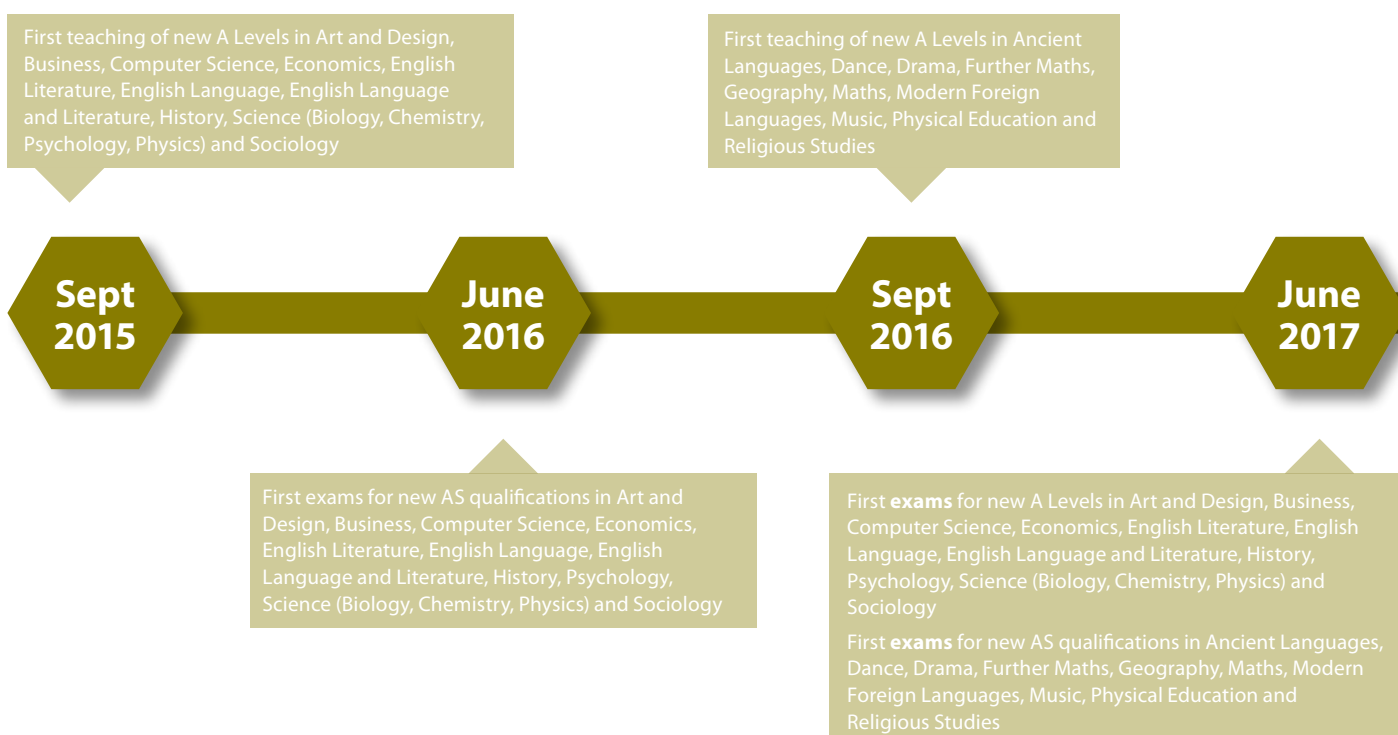 First teaching of new A Levels in Art and Design,
Business, Computer Science, Economics, English
Literature, English Language, English Language
and Literature, History, Science (Biology, Chemistry,
Psychology, Physics) and Sociology
First teaching of new A Levels in Ancient
Languages, Dance, Drama, Further Maths,
Geography, Maths, Modern Foreign
Languages, Music, Physical Education and
Religious Studies
Sept
2015
June
2016
Sept
2016
June
2017
First exams for new AS qualifications in Art and
Design, Business, Computer Science, Economics,
English Literature, English Language, English
Language and Literature, History, Psychology,
Science (Biology, Chemistry, Physics) and Sociology
First exams for new A Levels in Art and Design, Business,
Computer Science, Economics, English Literature, English
Language, English Language and Literature, History,
Psychology, Science (Biology, Chemistry, Physics) and
Sociology
First exams for new AS qualifications in Ancient Languages,
Dance, Drama, Further Maths, Geography, Maths, Modern
Foreign Languages, Music, Physical Education and
Religious Studies